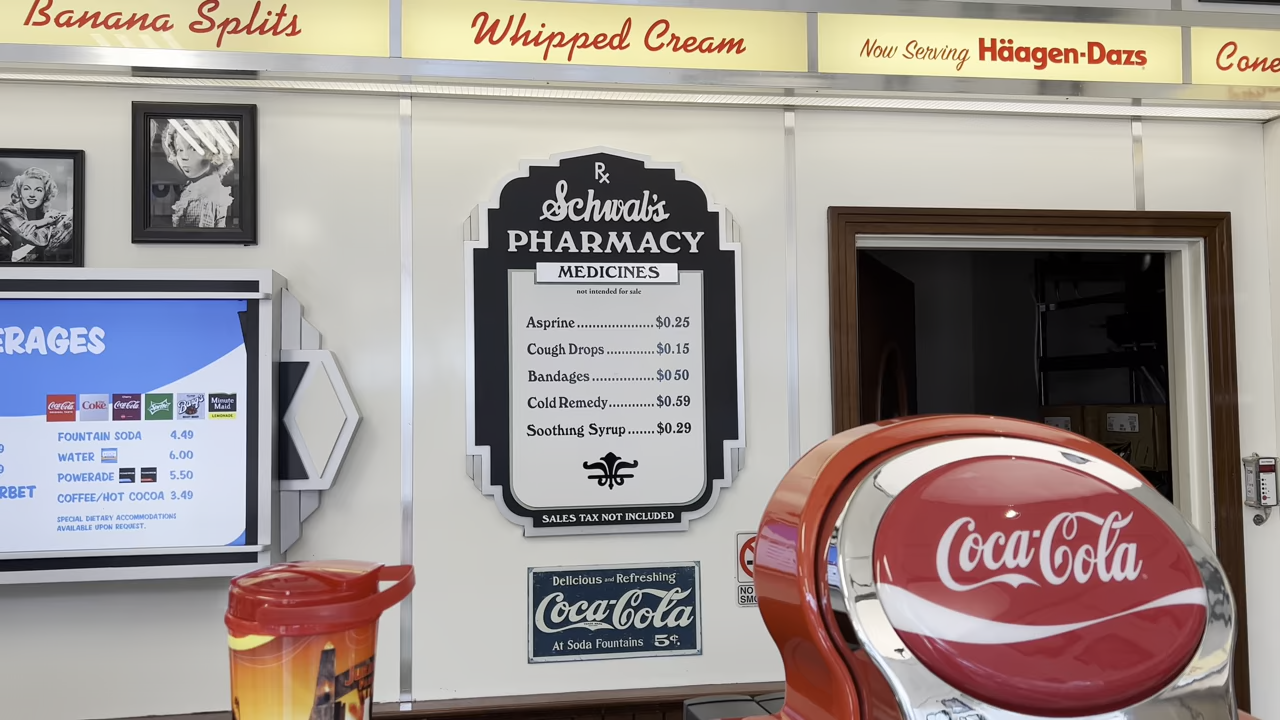 Banana Splits
Whipped Cream
Now Serving Häagen-Dazs
Cone
Rx
Schwab's
PHARMACY
MEDICINES
not intended for sale
Asprine.....................$0.25
Cough Drops............$0.15
Bandages.................$0 50
Cold Remedy............$0.59
Soothing Syrup.......$0.29
SALES TAX NOT INCLUDED
ERAGES
Coca-Cola
Coke
Coca-Cola
Sprite
Minute Maid
LEMONADE
FOUNTAIN SODA 4.49
WATER 6.00
POWERADE 5.50
RBET
COFFEE/HOT COCOA 3.49
SPECIAL DIETARY ACCOMMODATIONS
AVAILABLE UPON REQUEST.
Delicious and Refreshing
Coca-Cola
At Soda Fountains 5¢.
NO
SMO
Coca-Cola